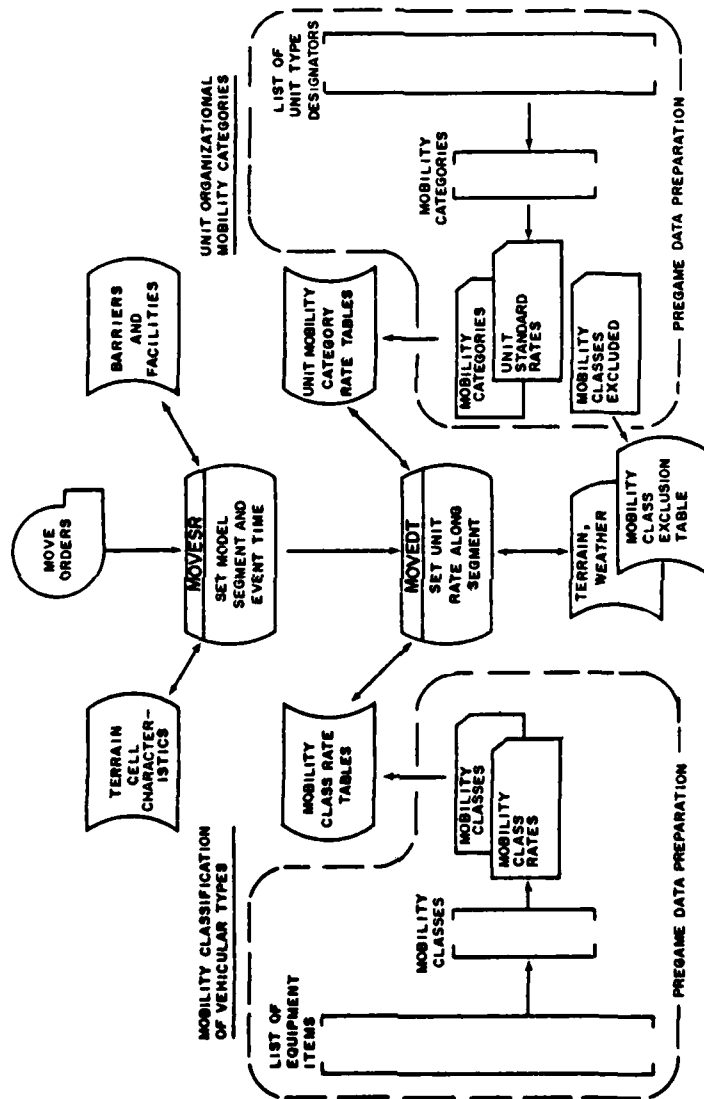 MOVE
ORDERS
TERRAIN
CELL
CHARACTER-
ISTICS
MOVESR
SET MODEL
SEGMENT AND
EVENT TIME
BARRIERS
AND
FACILITIES
MOBILITY CLASSIFICATION
OF VEHICULAR TYPES
UNIT ORGANIZATIONAL
MOBILITY CATEGORIES
MOBILITY
CLASS RATE
TABLES
MOVEDT
SET UNIT
RATE ALONG
SEGMENT
UNIT MOBILITY
CATEGORY
RATE TABLES
LIST OF
EQUIPMENT
ITEMS
MOBILITY
CLASSES
MOBILITY CLASSES
MOBILITY
CLASS
RATES
PREGAME DATA PREPARATION
TERRAIN,
WEATHER
MOBILITY
CLASS
EXCLUSION
TABLE
MOBILITY CATEGORIES
UNIT
STANDARD
RATES
MOBILITY
CLASSES
EXCLUDED
MOBILITY
CATEGORIES
LIST OF
UNIT TYPE
DESIGNATORS
PREGAME DATA PREPARATION